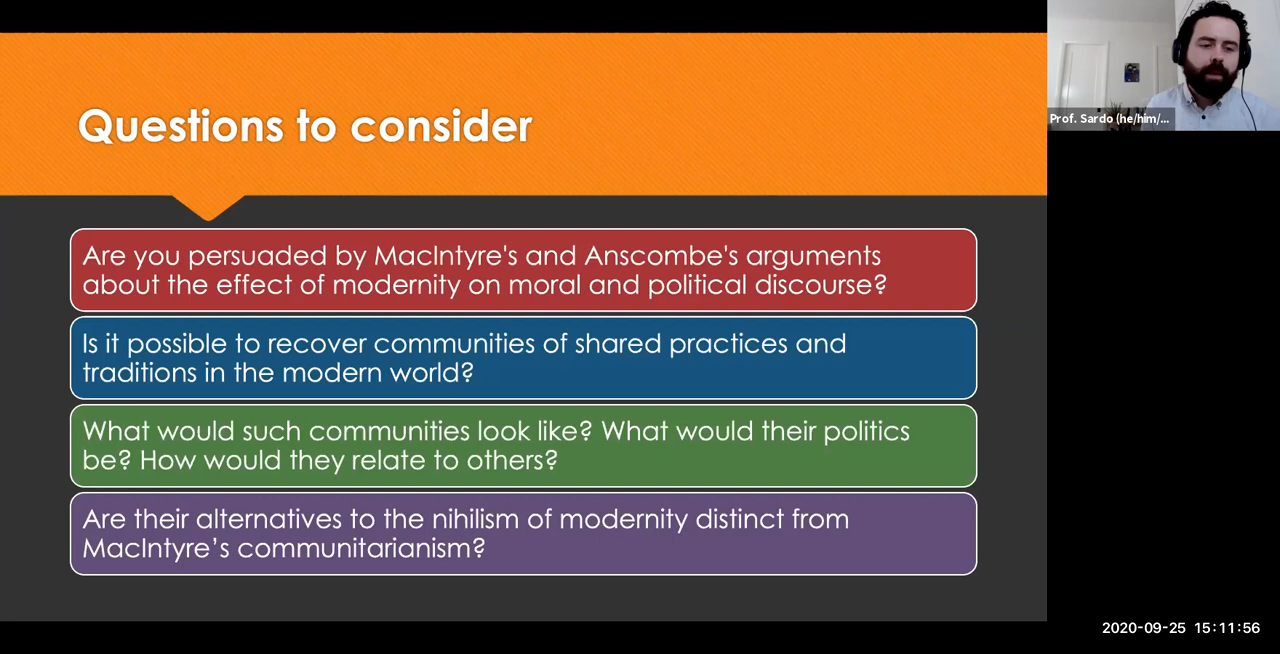 Questions to consider
Are you persuaded by MacIntyre's and Anscombe's arguments
about the effect of modernity on moral and political discourse?
Is it possible to recover communities of shared practices and
traditions in the modern world?
What would such communities look like? What would their politics
be? How would they relate to others?
Are their alternatives to the nihilism of modernity distinct from
MacIntyre’s communitarianism?
Prof. Sardo (he/him/...
2020-09-25 15:11:56